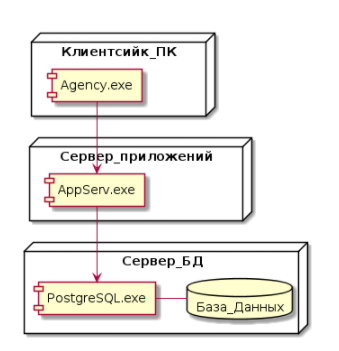 Клиентсийк_ПК
Agency.exe
Сервер_приложений
AppServ.exe
Сервер_БД
PostgreSQL.exe
База_Данных